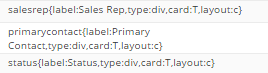 salesrep{label:Sales Rep,type:div,card:T,layout:c}
primarycontact{label:Primary
Contact,type:div,card:T,layout:c}
status{label:Status,type:div,card:T,layout:c}